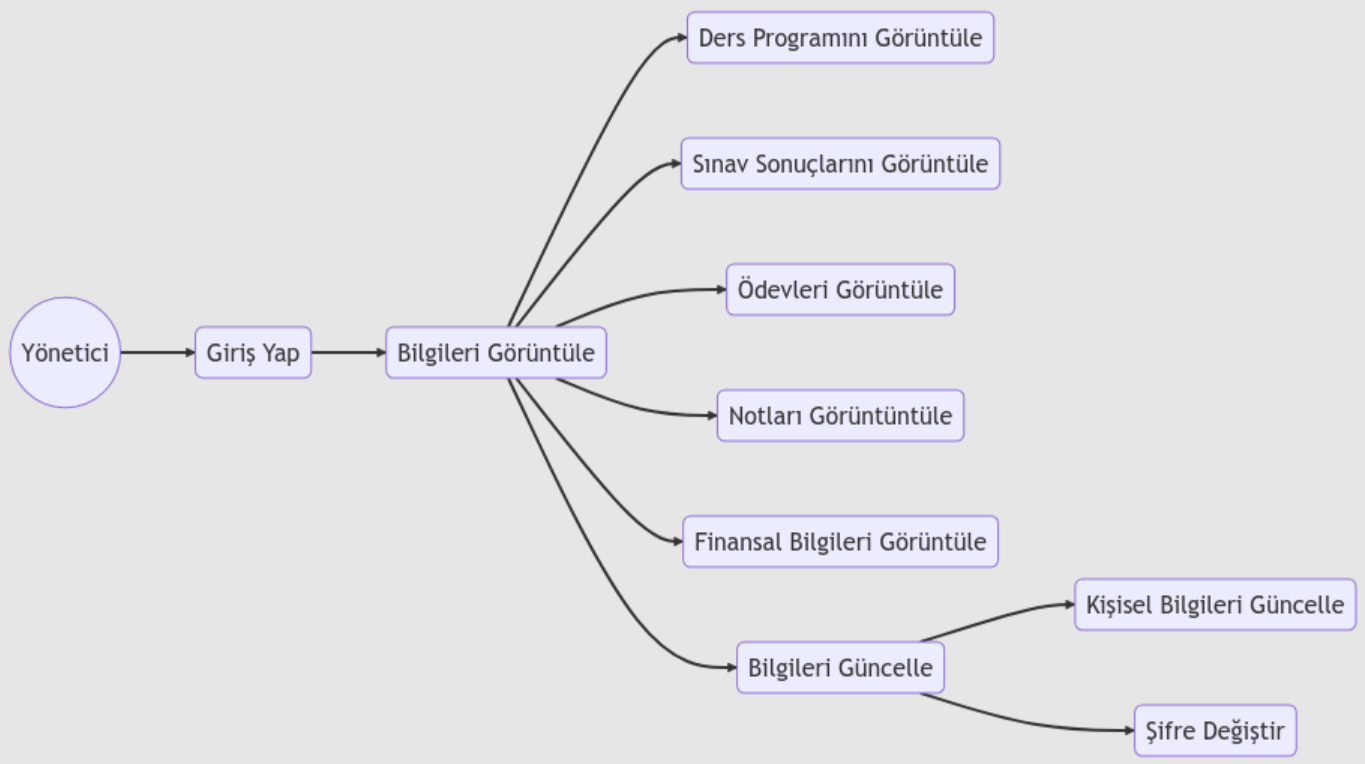 Ders Programını Görüntüle
Sınav Sonuçlarını Görüntüle
Ödevleri Görüntüle
Yönetici
Giriş Yap
Bilgileri Görüntüle
Notları Görüntüntüle
Finansal Bilgileri Görüntüle
Kişisel Bilgileri Güncelle
Bilgileri Güncelle
Şifre Değiştir